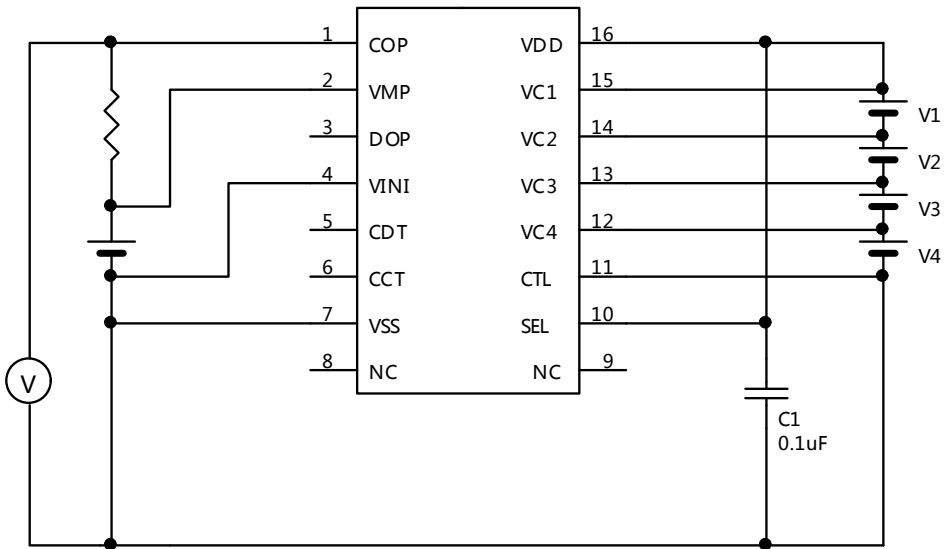 1 COP VDD 16
2 VMP VC1 15
V1
3 DOP VC2 14
V2
4 VINI VC3 13
V3
5 CDT VC4 12
V4
6 CCT CTL 11
7 VSS SEL 10
8 NC NC 9
V
C1
0.1uF